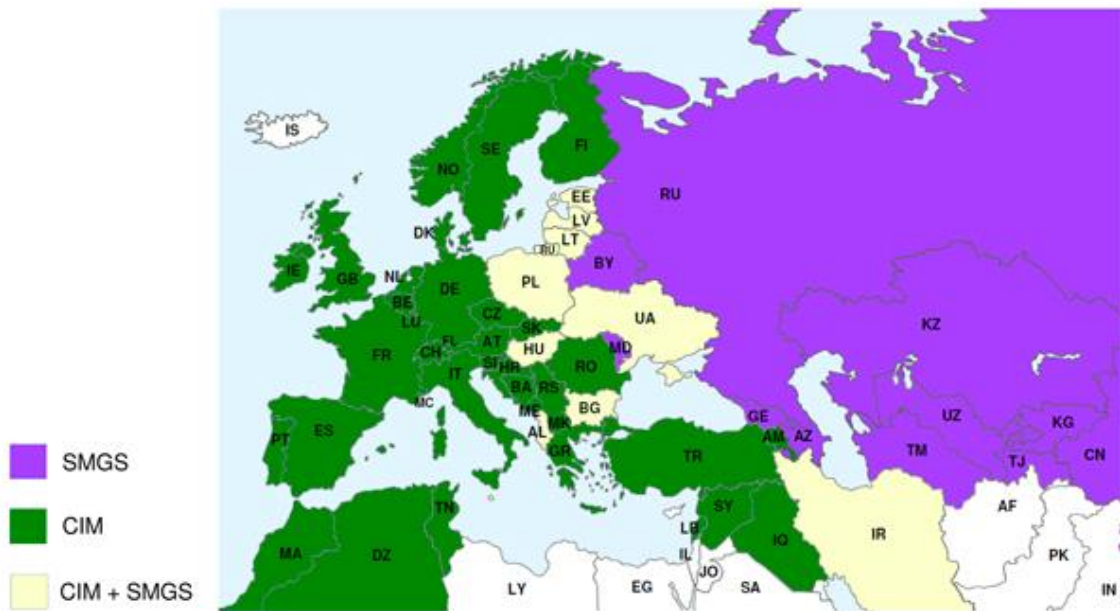 IS
NO
SE
FI
RU
EE
LV
LT
RU
DK
BY
IE
GB
NL
BE
LU
DE
PL
CZ
SK
UA
KZ
FR
CH
FL
AT
HU
MD
RO
SI
HR
IT
BA
RS
MC
ME
MK
BG
AL
GR
PT
ES
GE
AM
AZ
UZ
KG
TM
TJ
CN
TR
TN
SY
LB
IQ
IR
AF
MA
DZ
IL
JO
PK
LY
EG
SA
IN
SMGS
CIM
CIM + SMGS